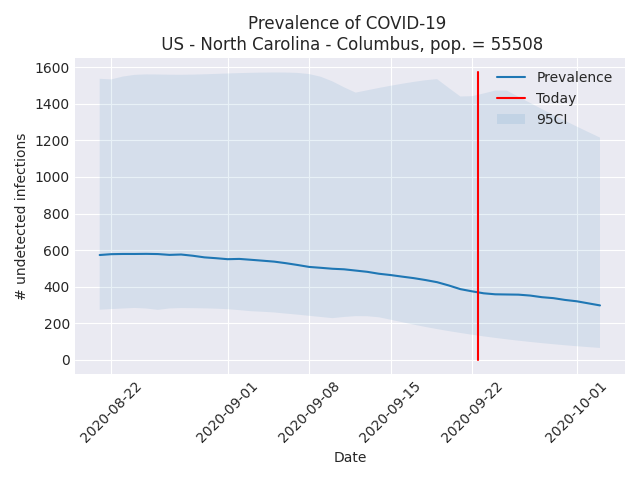 Prevalence of COVID-19
US - North Carolina - Columbus, pop. = 55508
1600
1400
1200
1000
800
600
400
200
0
# undetected infections
Prevalence
Today
95CI
2020-08-22
2020-09-01
2020-09-08
2020-09-15
2020-09-22
2020-10-01
Date